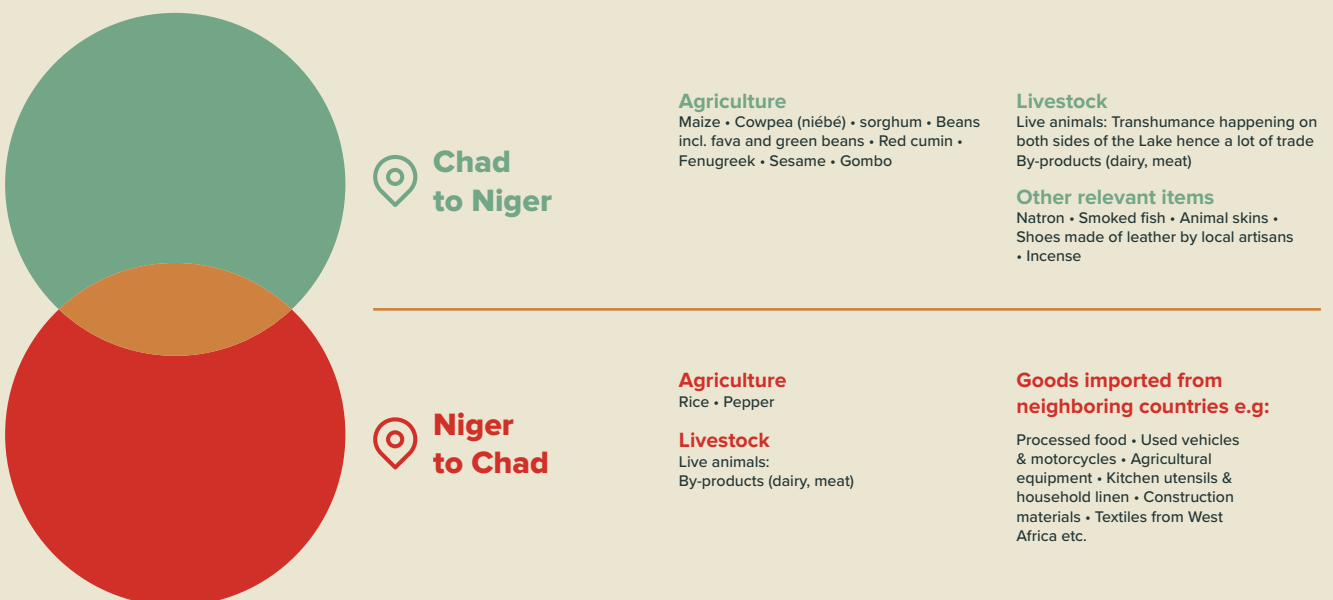 Chad
to Niger
Agriculture
Maize • Cowpea (niébé) • sorghum • Beans
incl. fava and green beans • Red cumin •
Fenugreek • Sesame • Gombo
Livestock
Live animals: Transhumance happening on
both sides of the Lake hence a lot of trade
By-products (dairy, meat)
Other relevant items
Natron • Smoked fish • Animal skins •
Shoes made of leather by local artisans
• Incense
Niger
to Chad
Agriculture
Rice • Pepper
Livestock
Live animals:
By-products (dairy, meat)
Goods imported from
neighboring countries e.g:
Processed food • Used vehicles
& motorcycles • Agricultural
equipment • Kitchen utensils &
household linen • Construction
materials • Textiles from West
Africa etc.